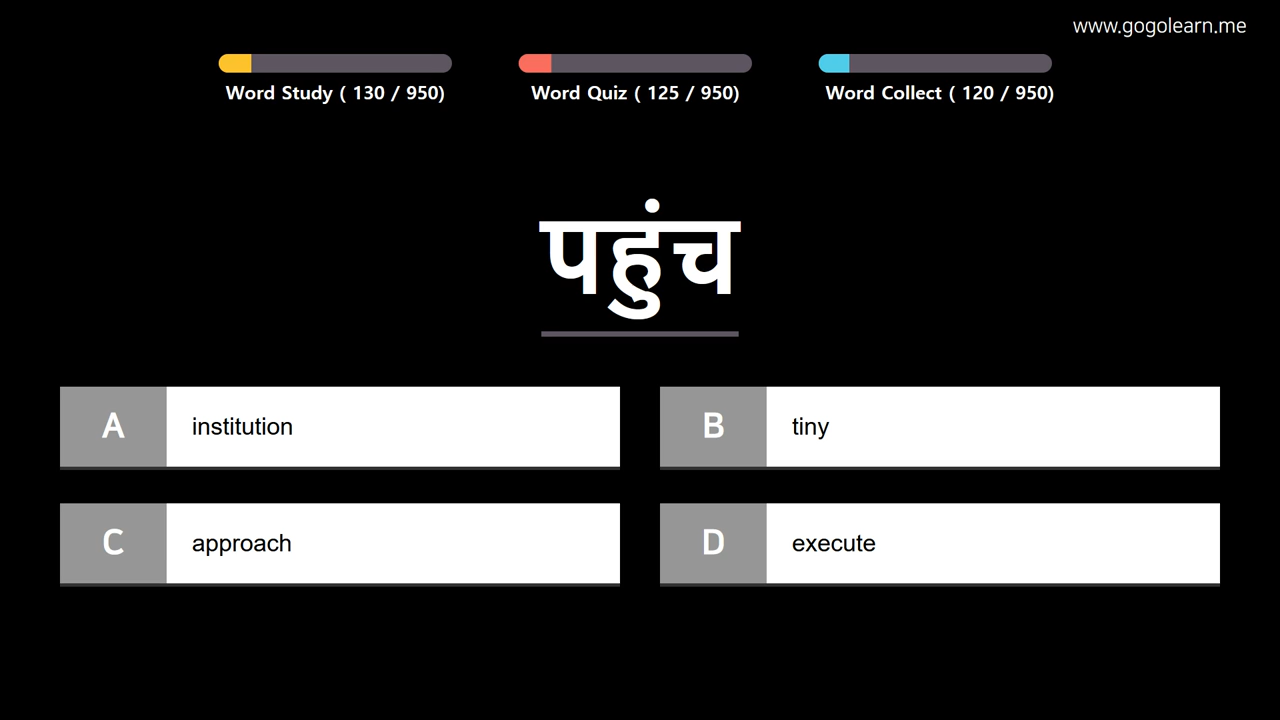 www.gogolearn.me
Word Study ( 130 / 950)
Word Quiz ( 125 / 950)
Word Collect ( 120 / 950)
पहुंच
A institution
B tiny
C approach
D execute